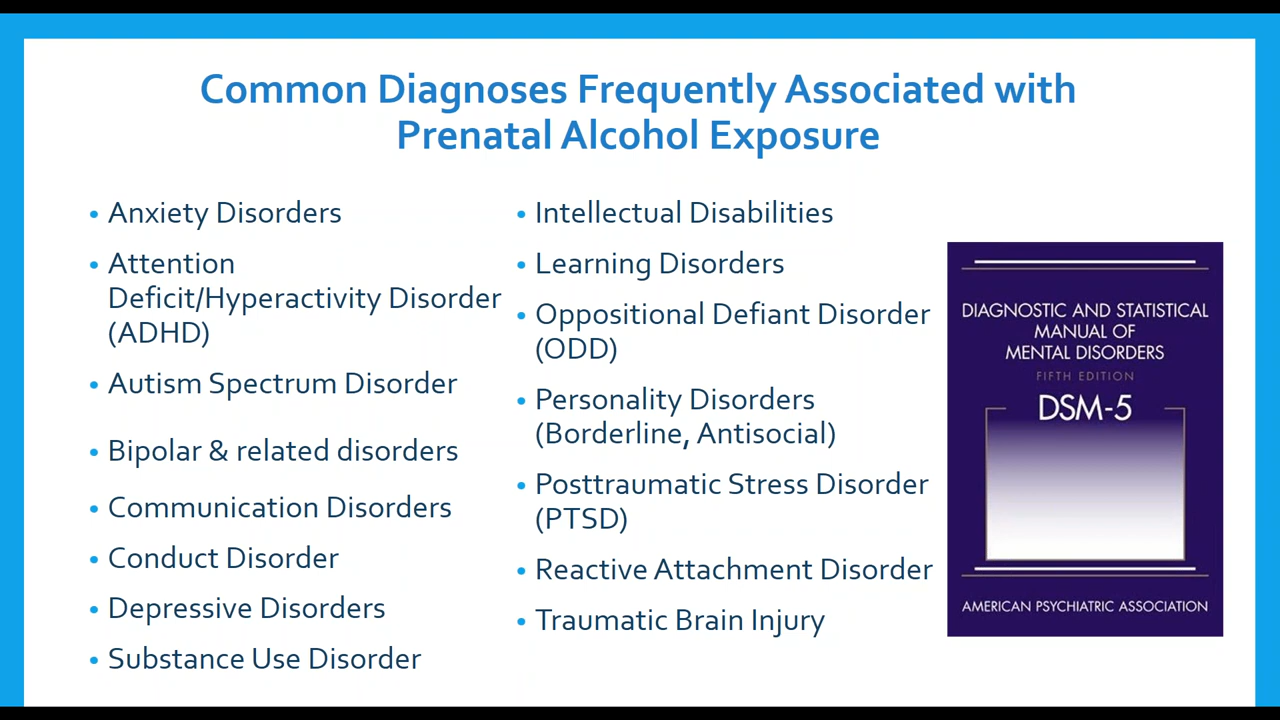 Common Diagnoses Frequently Associated with
Prenatal Alcohol Exposure
• Anxiety Disorders
• Attention
Deficit/Hyperactivity Disorder
(ADHD)
• Autism Spectrum Disorder
• Bipolar & related disorders
• Communication Disorders
• Conduct Disorder
• Depressive Disorders
• Substance Use Disorder
• Intellectual Disabilities
• Learning Disorders
• Oppositional Defiant Disorder
(ODD)
• Personality Disorders
(Borderline, Antisocial)
• Posttraumatic Stress Disorder
(PTSD)
• Reactive Attachment Disorder
• Traumatic Brain Injury
DIAGNOSTIC AND STATISTICAL
MANUAL OF
MENTAL DISORDERS
FIFTH EDITION
DSM-5
AMERICAN PSYCHIATRIC ASSOCIATION